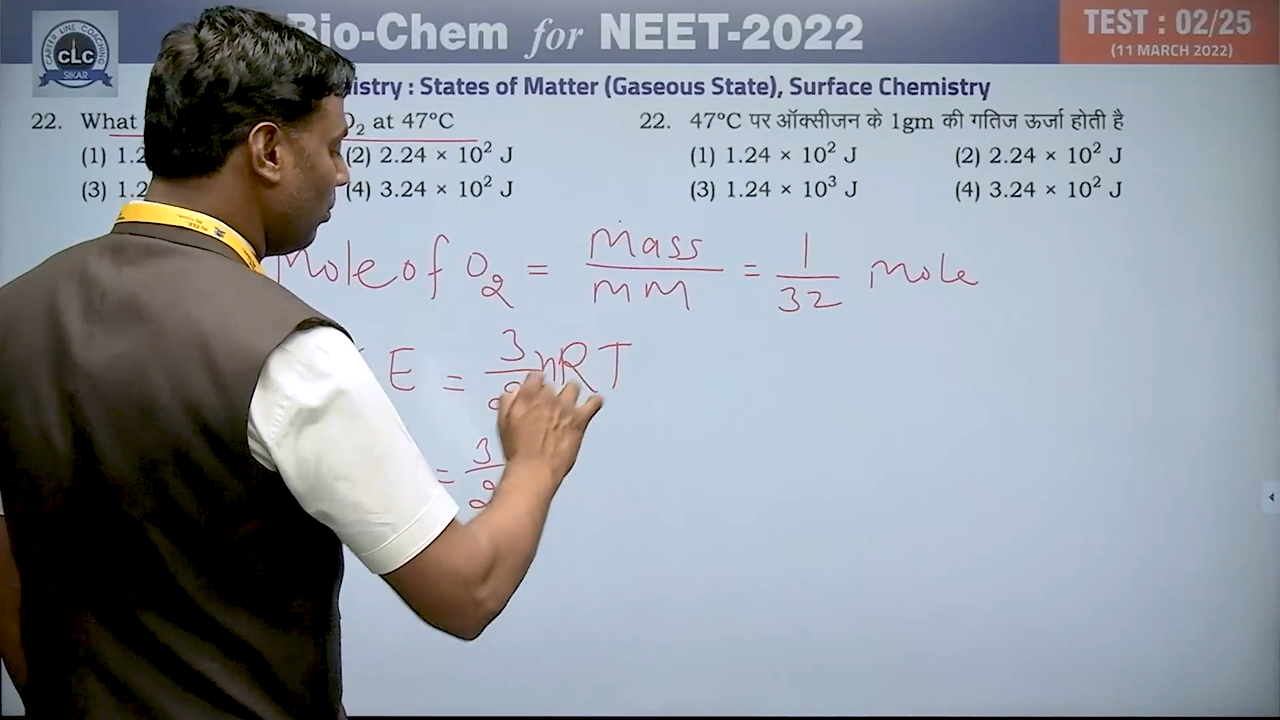 Bio-Chem for NEET-2022
TEST : 02/25
(11 MARCH 2022)
CAREER LINE COACHING
CLC
SIKAR
: States of Matter (Gaseous State), Surface Chemistry
22. What O₂ at 47°C
(1) 1.2 (2) 2.24 × 10² J
(3) 1.2 (4) 3.24 × 10² J
22. 47°C पर ऑक्सीजन के 1gm की गतिज ऊर्जा होती है
(1) 1.24 × 10² J (2) 2.24 × 10² J
(3) 1.24 × 10³ J (4) 3.24 × 10² J
Mole of O₂ = Mass / MM = 1 / 32 mole
E = 3 / 2 nRT
= 3 / 2